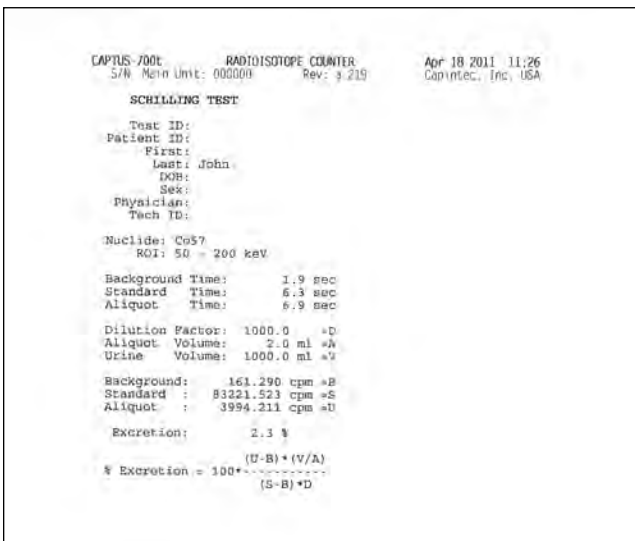 CAPTUS-700t RADIOISOTOPE COUNTER Apr 18 2011 11:26
S/N Main Unit: 000000 Rev: a.219 Capintec, Inc. USA
SCHILLING TEST
Test ID:
Patient ID:
First:
Last: John
DOB:
Sex:
Physician:
Tech ID:
Nuclide: Co57
ROI: 50 - 200 keV
Background Time: 1.9 sec
Standard Time: 6.3 sec
Aliquot Time: 6.9 sec
Dilution Factor: 1000.0 =D
Aliquot Volume: 2.0 ml =A
Urine Volume: 1000.0 ml =V
Background: 161.290 cpm =B
Standard : 83221.523 cpm =S
Aliquot : 3994.211 cpm =U
Excretion: 2.3 %
(U-B)*(V/A)
% Excretion = 100*-----------
(S-B)*D